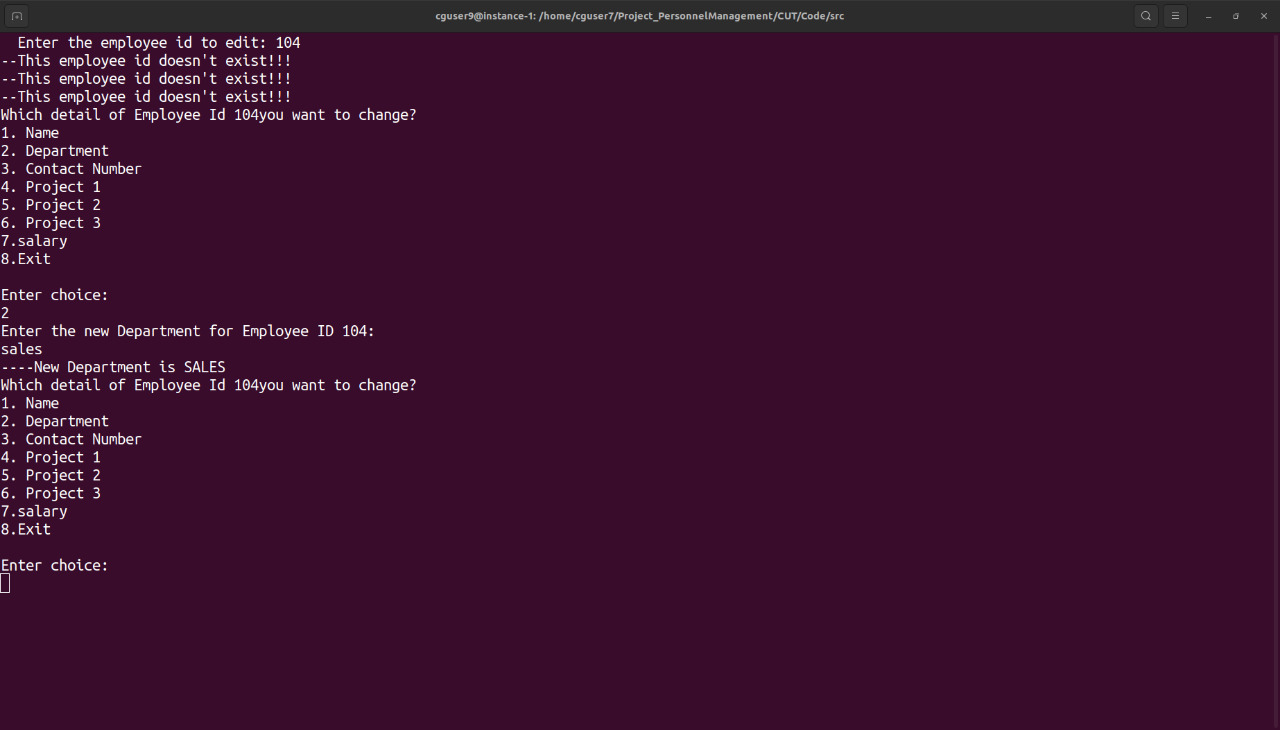 cguser9@instance-1: /home/cguser7/Project_PersonnelManagement/CUT/Code/src
  Enter the employee id to edit: 104
--This employee id doesn't exist!!!
--This employee id doesn't exist!!!
--This employee id doesn't exist!!!
Which detail of Employee Id 104you want to change?
1. Name
2. Department
3. Contact Number
4. Project 1
5. Project 2
6. Project 3
7.salary
8.Exit

Enter choice:
2
Enter the new Department for Employee ID 104:
sales
----New Department is SALES
Which detail of Employee Id 104you want to change?
1. Name
2. Department
3. Contact Number
4. Project 1
5. Project 2
6. Project 3
7.salary
8.Exit

Enter choice: